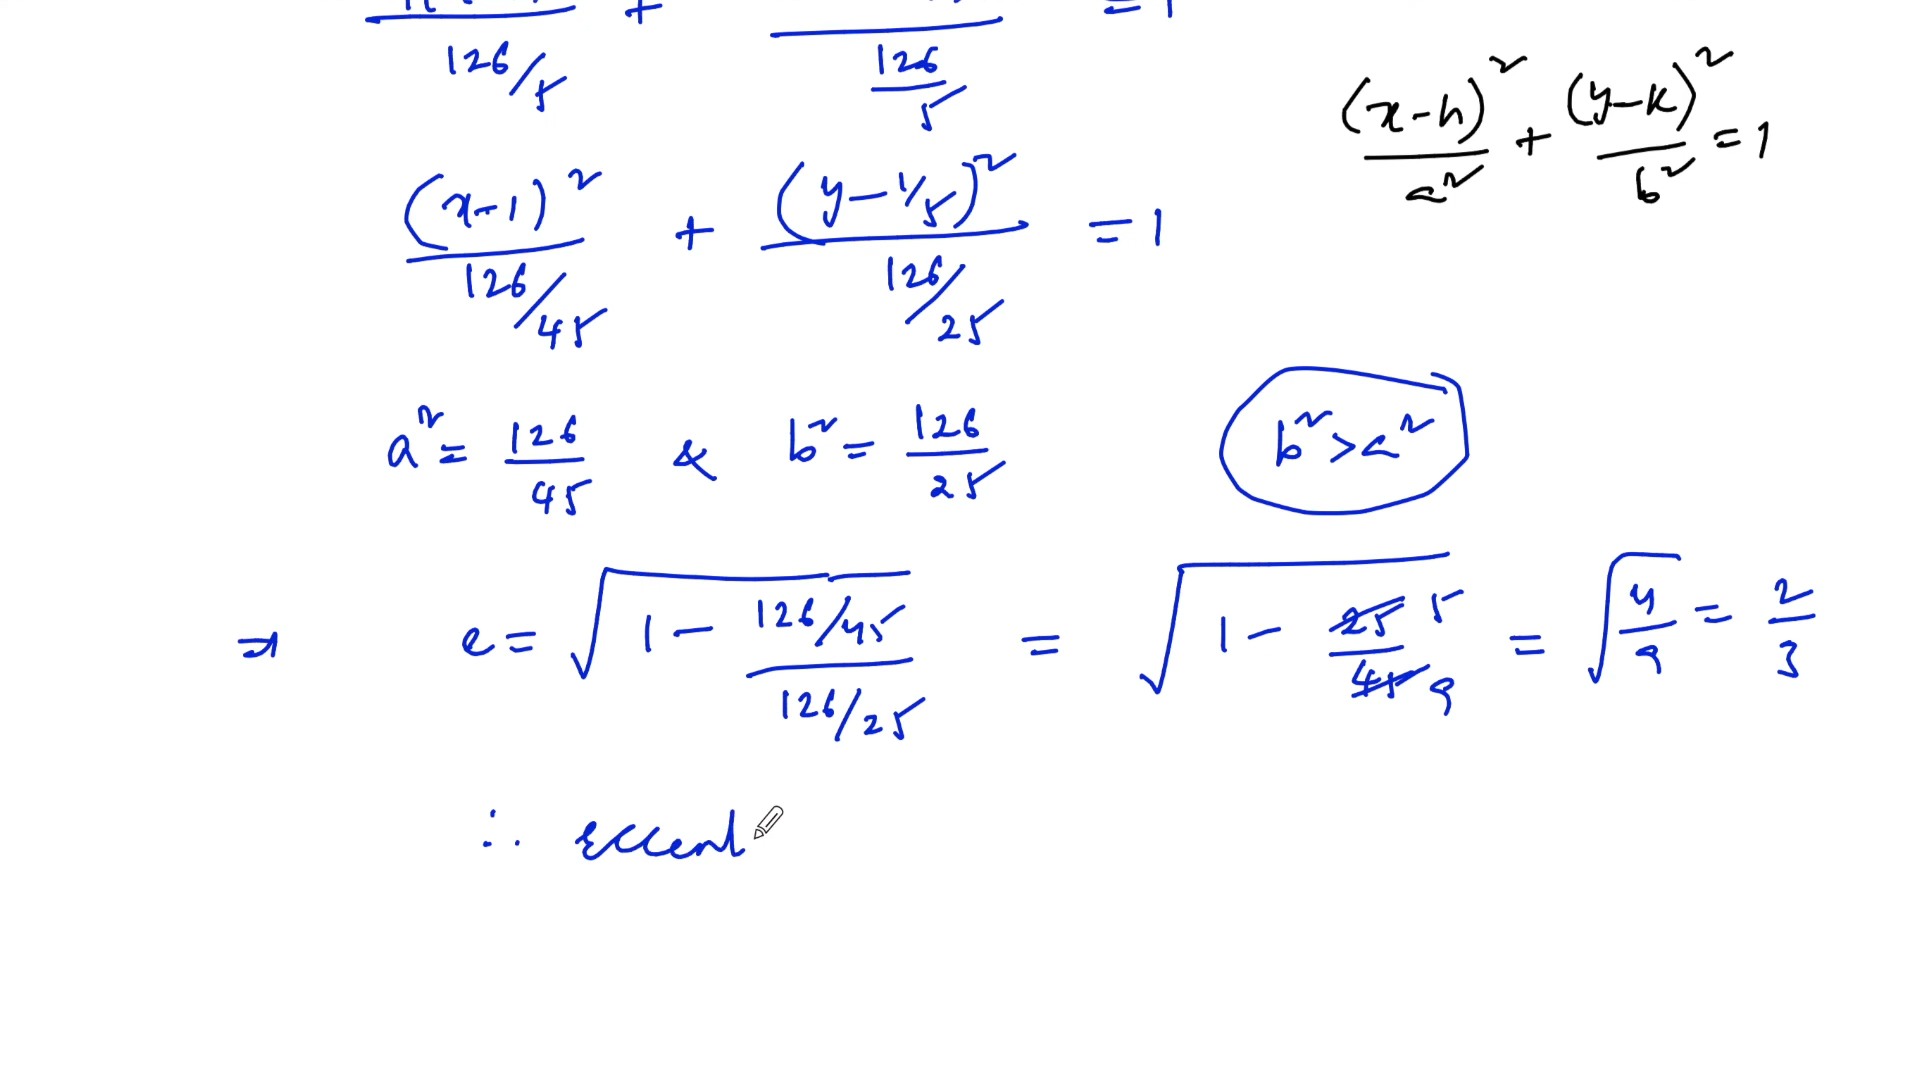 + = 1
126/5 126/5
(x-h)²/a² + (y-k)²/b² = 1
(x-1)²/126/45 + (y-1/5)²/126/25 = 1
a² = 126/45 & b² = 126/25 b² > a²
⇒ e = √(1 - 126/45/126/25) = √(1 - 25/45 5/9) = √(4/9) = 2/3
∴ eccent